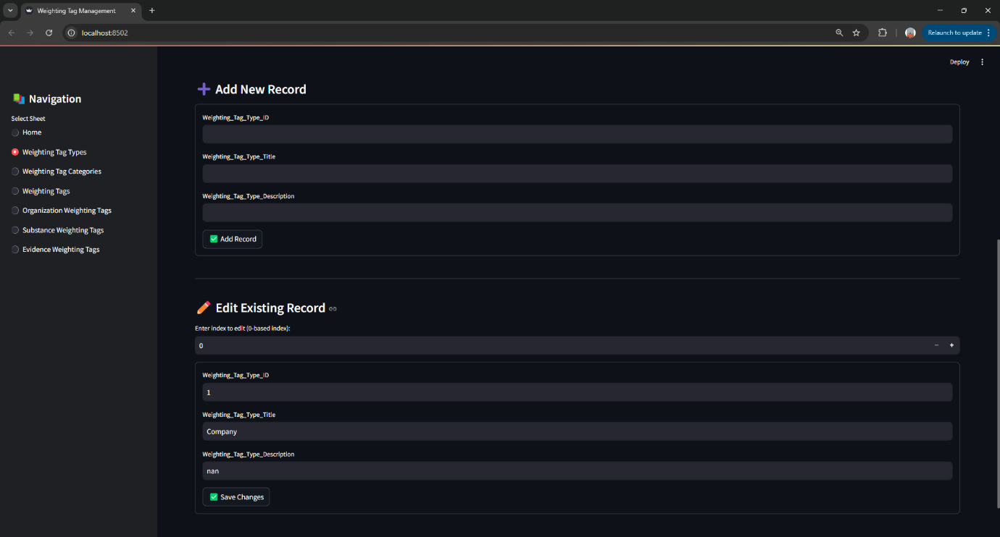 Weighting Tag Management
localhost:8502
Relaunch to update
Deploy
Navigation
Select Sheet
Home
Weighting Tag Types
Weighting Tag Categories
Weighting Tags
Organization Weighting Tags
Substance Weighting Tags
Evidence Weighting Tags
Add New Record
Weighting_Tag_Type_ID
Weighting_Tag_Type_Title
Weighting_Tag_Type_Description
Add Record
Edit Existing Record
Enter index to edit (0-based index):
0
Weighting_Tag_Type_ID
1
Weighting_Tag_Type_Title
Company
Weighting_Tag_Type_Description
nan
Save Changes